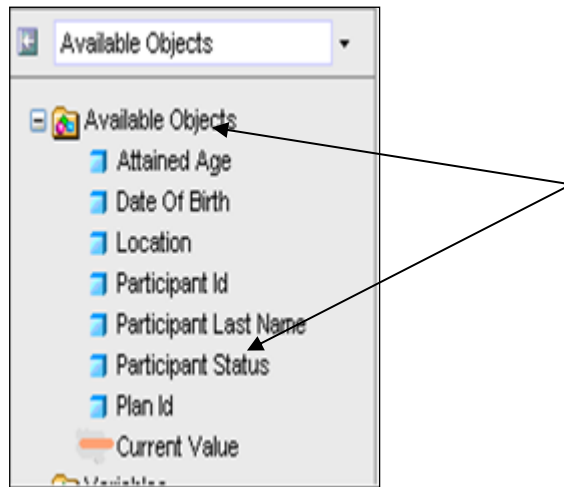 Available Objects
Available Objects
Attained Age
Date Of Birth
Location
Participant Id
Participant Last Name
Participant Status
Plan Id
Current Value